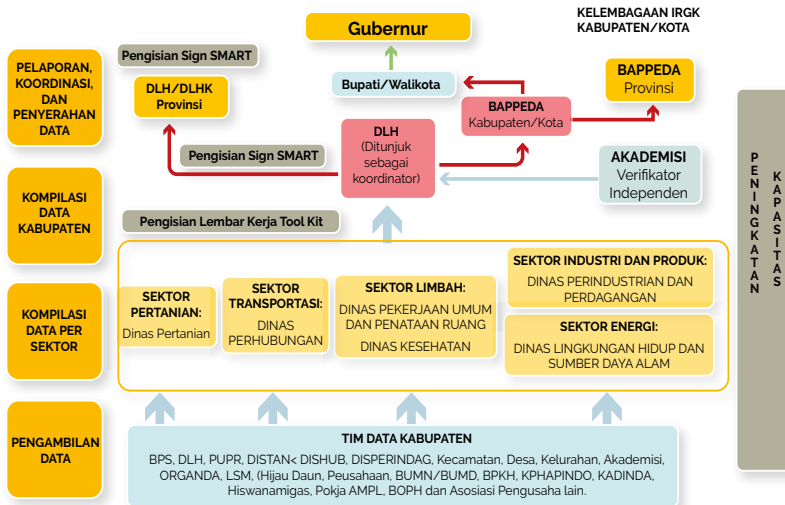 KELEMBAGAAN IRGK
KABUPATEN/KOTA
Gubernur
PELAPORAN,
KOORDINASI,
DAN
PENYERAHAN
DATA
Pengisian Sign SMART
DLH/DLHK
Provinsi
Bupati/Walikota
BAPPEDA
Kabupaten/Kota
BAPPEDA
Provinsi
DLH
(Ditunjuk
sebagai
koordinator)
Pengisian Sign SMART
AKADEMISI
Verifikator
Independen
KOMPILASI
DATA
KABUPATEN
Pengisian Lembar Kerja Tool Kit
KOMPILASI
DATA PER
SEKTOR
SEKTOR
PERTANIAN:
Dinas Pertanian
SEKTOR
TRANSPORTASI:
DINAS
PERHUBUNGAN
SEKTOR LIMBAH:
DINAS PEKERJAAN UMUM
DAN PENATAAN RUANG
DINAS KESEHATAN
SEKTOR INDUSTRI DAN PRODUK:
DINAS PERINDUSTRIAN DAN
PERDAGANGAN
SEKTOR ENERGI:
DINAS LINGKUNGAN HIDUP DAN
SUMBER DAYA ALAM
PENGAMBILAN
DATA
TIM DATA KABUPATEN
BPS, DLH, PUPR, DISTAN< DISHUB, DISPERINDAG, Kecamatan, Desa, Kelurahan, Akademisi,
ORGANDA, LSM, (Hijau Daun, Peusahaan, BUMN/BUMD, BPKH, KPHAPINDO, KADINDA,
Hiswanamigas, Pokja AMPL, BOPH dan Asosiasi Pengusaha lain.
PENINGKATAN
KAPASITAS